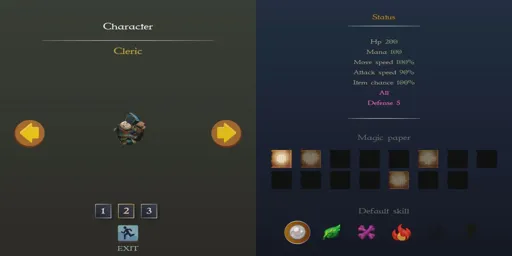 Character
Cleric
1 2 3
EXIT
Status
Hp 200
Mana 100
Move speed 100%
Attack speed 90%
Item chance 100%
All
Defense 5
Magic paper
Default skill